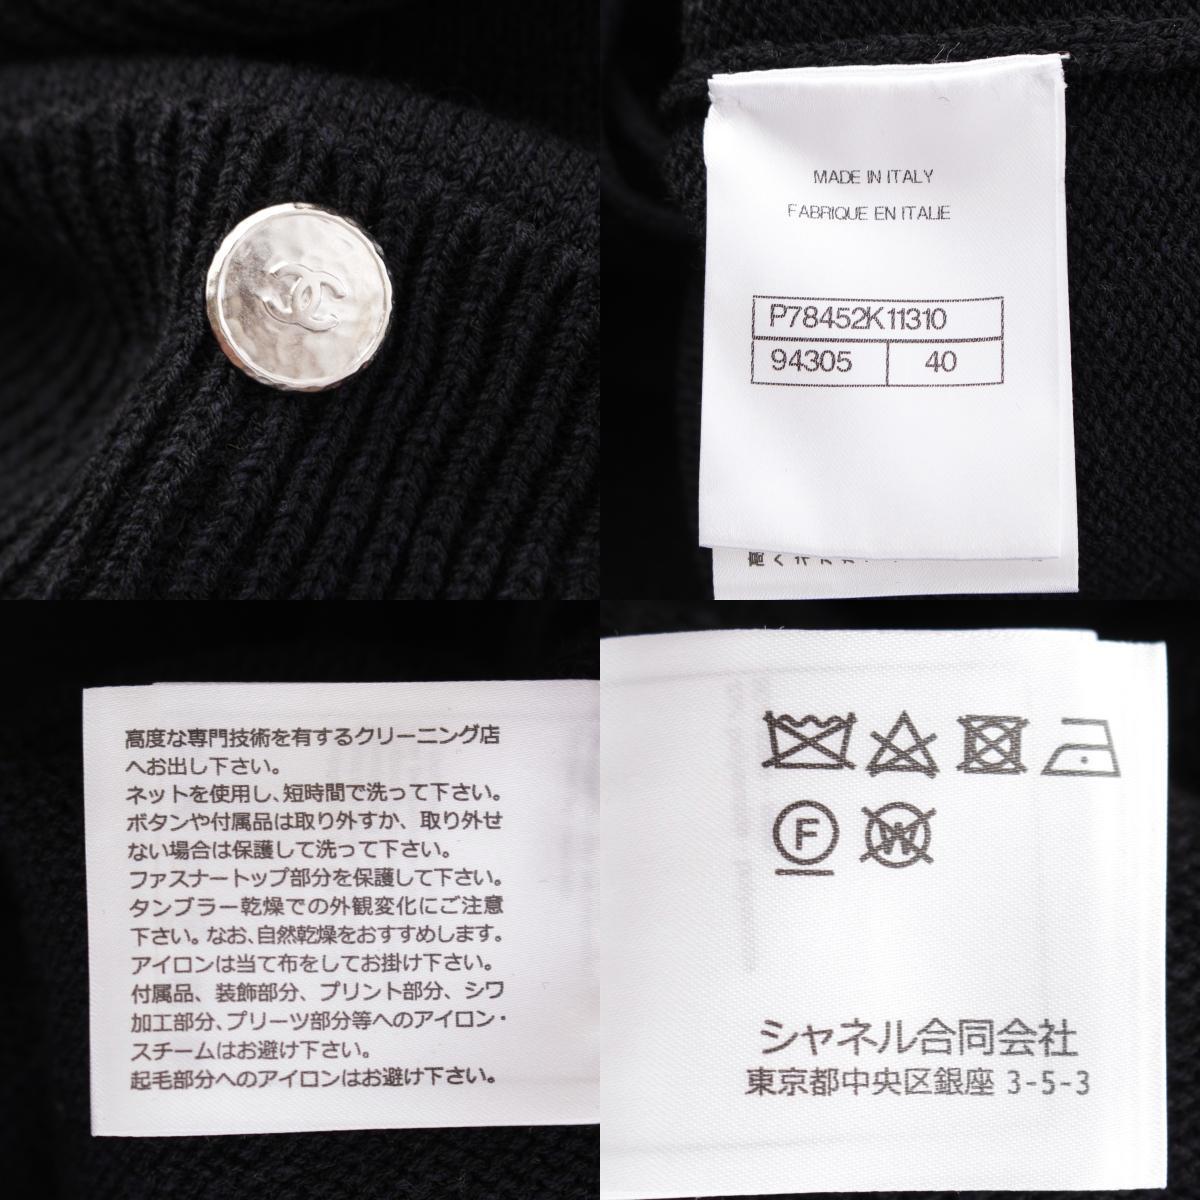 MADE IN ITALY
FABRIQUE EN ITALIE
P78452K11310
94305 40
高度な専門技術を有するクリーニング店
へお出し下さい。
ネットを使用し、短時間で洗って下さい。
ボタンや付属品は取り外すか、取り外せ
ない場合は保護して洗って下さい。
ファスナートップ部分を保護して下さい。
タンブラー乾燥での外観変化にご注意
下さい。なお、自然乾燥をおすすめします。
アイロンは当て布をしてお掛け下さい。
付属品、装飾部分、プリント部分、シワ
加工部分、プリーツ部分等へのアイロン・
スチームはお避け下さい。
起毛部分へのアイロンはお避け下さい。
F W
シャネル合同会社
東京都中央区銀座 3-5-3